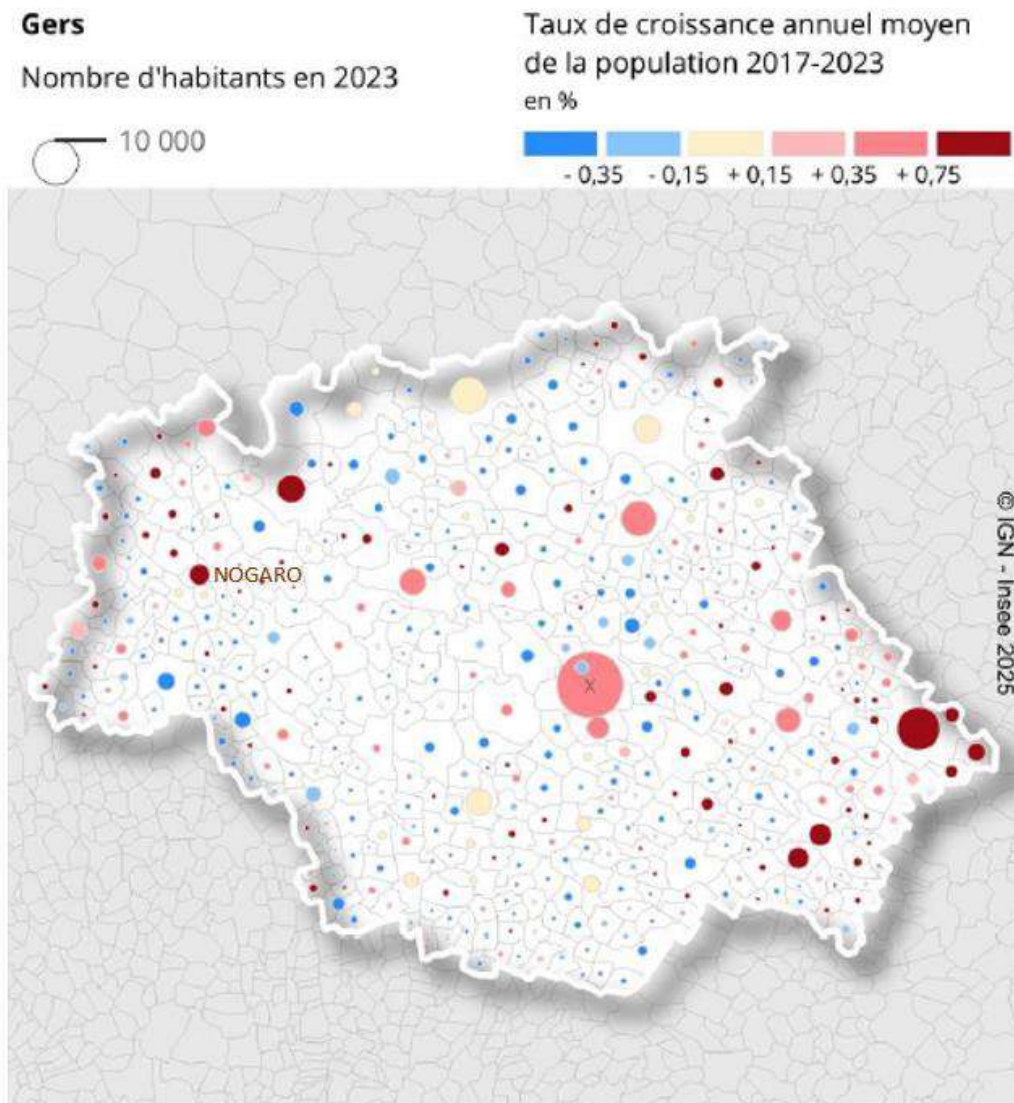 Gers
Nombre d'habitants en 2023
10 000
Taux de croissance annuel moyen
de la population 2017-2023
en %
- 0,35 - 0,15 + 0,15 + 0,35 + 0,75
NOGARO
X
© IGN - Insee 2025